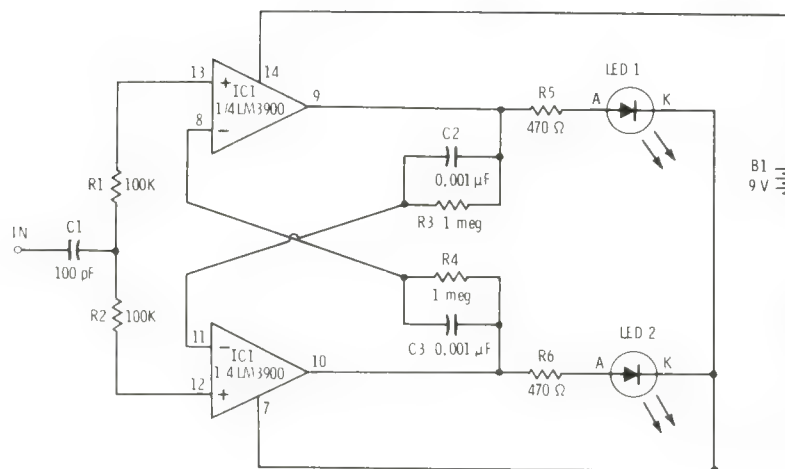 LED 1
14
13
+
IC1
1/4 LM3900
9
8
−
R5
A
K
470 Ω
C2
0.001 µF
B1
9 V
R1
100K
R3 1 meg
IN
C1
100 pF
R4
1 meg
R2
100K
C3 0.001 µF
LED 2
11
−
IC1
1/4 LM3900
10
R6
A
K
12
+
7
470 Ω